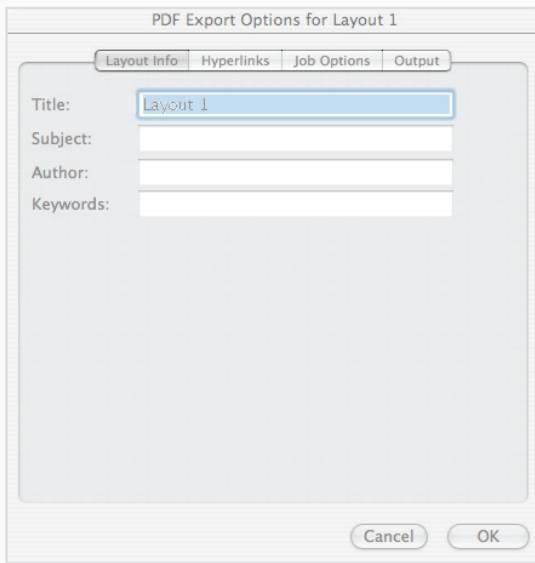 PDF Export Options for Layout 1
Layout Info Hyperlinks Job Options Output
Title: Layout 1
Subject:
Author:
Keywords:
Cancel OK